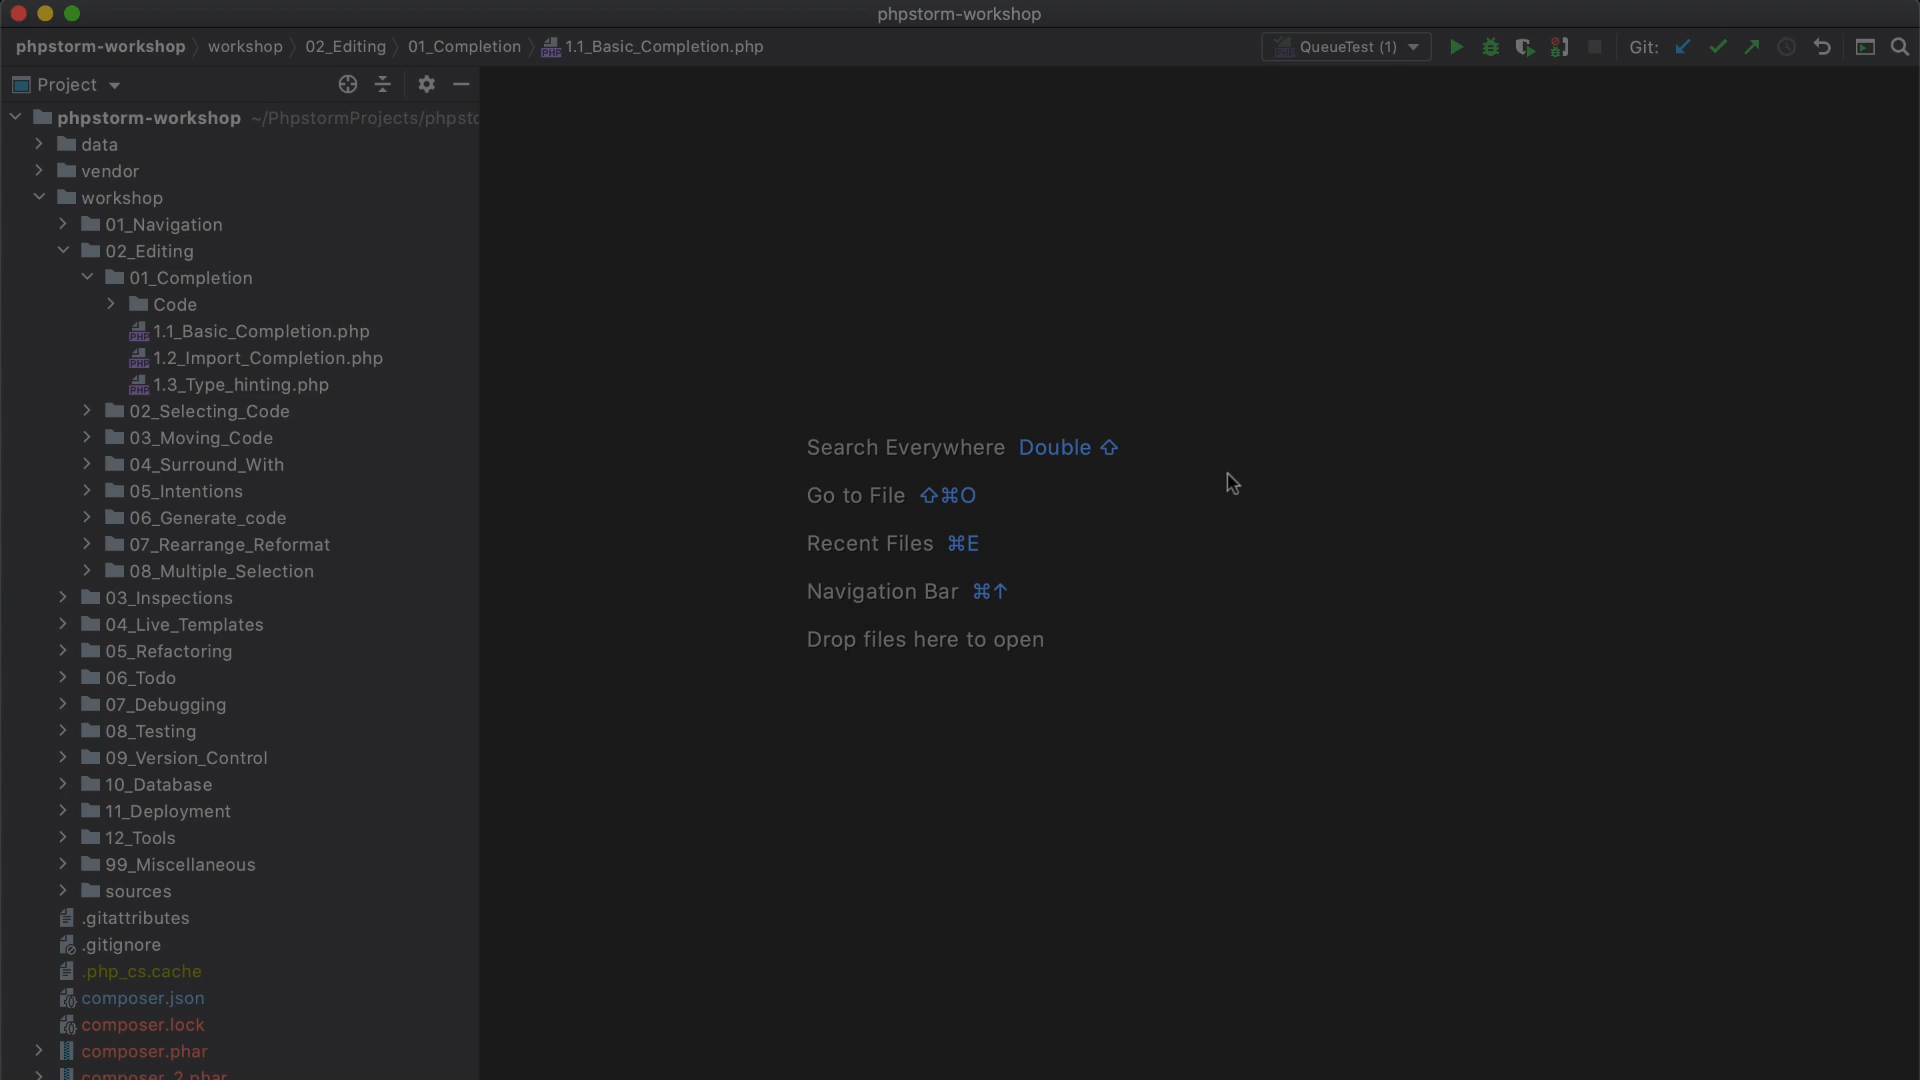 phpstorm-workshop
phpstorm-workshop workshop 02_Editing 01_Completion 1.1_Basic_Completion.php QueueTest (1) Git:
Project
phpstorm-workshop ~/PhpstormProjects/phpsto
data
vendor
workshop
01_Navigation
02_Editing
01_Completion
Code
1.1_Basic_Completion.php
1.2_Import_Completion.php
1.3_Type_hinting.php
02_Selecting_Code
03_Moving_Code
04_Surround_With
05_Intentions
06_Generate_code
07_Rearrange_Reformat
08_Multiple_Selection
03_Inspections
04_Live_Templates
05_Refactoring
06_Todo
07_Debugging
08_Testing
09_Version_Control
10_Database
11_Deployment
12_Tools
99_Miscellaneous
sources
.gitattributes
.gitignore
.php_cs.cache
composer.json
composer.lock
composer.phar
composer_2.phar
Search Everywhere Double ⇧
Go to File ⇧⌘O
Recent Files ⌘E
Navigation Bar ⌘↑
Drop files here to open